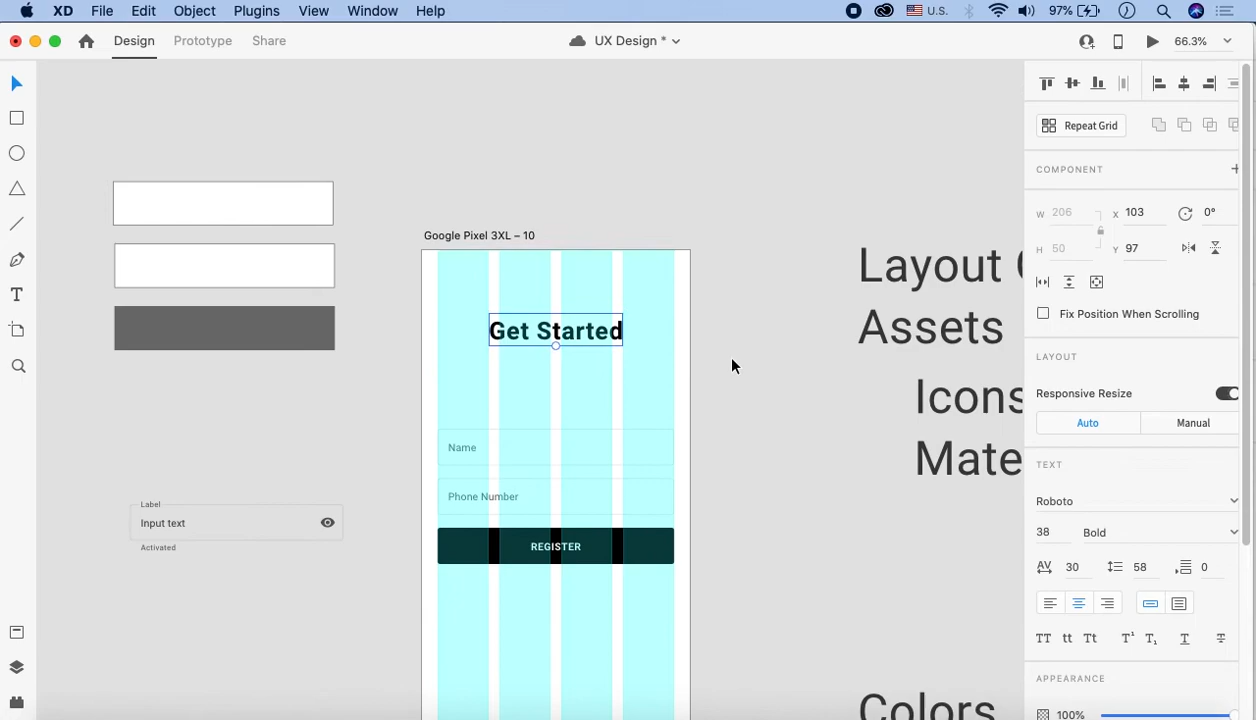 XD File Edit Object Plugins View Window Help U.S. 97%
Design Prototype Share UX Design * 66.3%
Repeat Grid
COMPONENT
W 206 X 103 0°
H 50 Y 97
Fix Position When Scrolling
LAYOUT
Responsive Resize
Auto Manual
TEXT
Roboto
38 Bold
AV 30 58 0
TT tt Tt T¹ T₁ T T
APPEARANCE
100%
Google Pixel 3XL – 10
Get Started
Name
Phone Number
REGISTER
Label
Input text
Activated
Layout
Assets
Icons
Mate
Colors